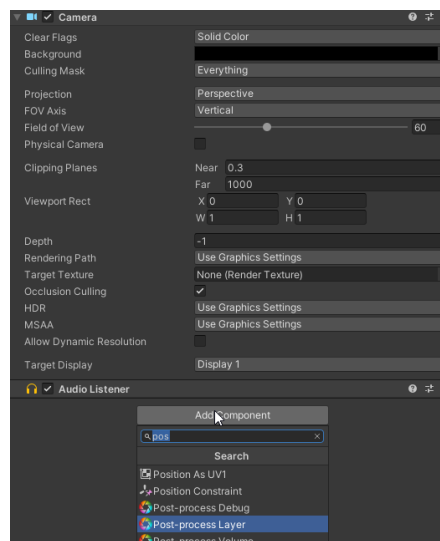 Camera
Clear Flags Solid Color
Background
Culling Mask Everything
Projection Perspective
FOV Axis Vertical
Field of View 60
Physical Camera
Clipping Planes Near 0.3
Far 1000
Viewport Rect X 0 Y 0
W 1 H 1
Depth -1
Rendering Path Use Graphics Settings
Target Texture None (Render Texture)
Occlusion Culling
HDR Use Graphics Settings
MSAA Use Graphics Settings
Allow Dynamic Resolution
Target Display Display 1
Audio Listener
Add Component
pos
Search
Position As UV1
Position Constraint
Post-process Debug
Post-process Layer
Post-process Volume